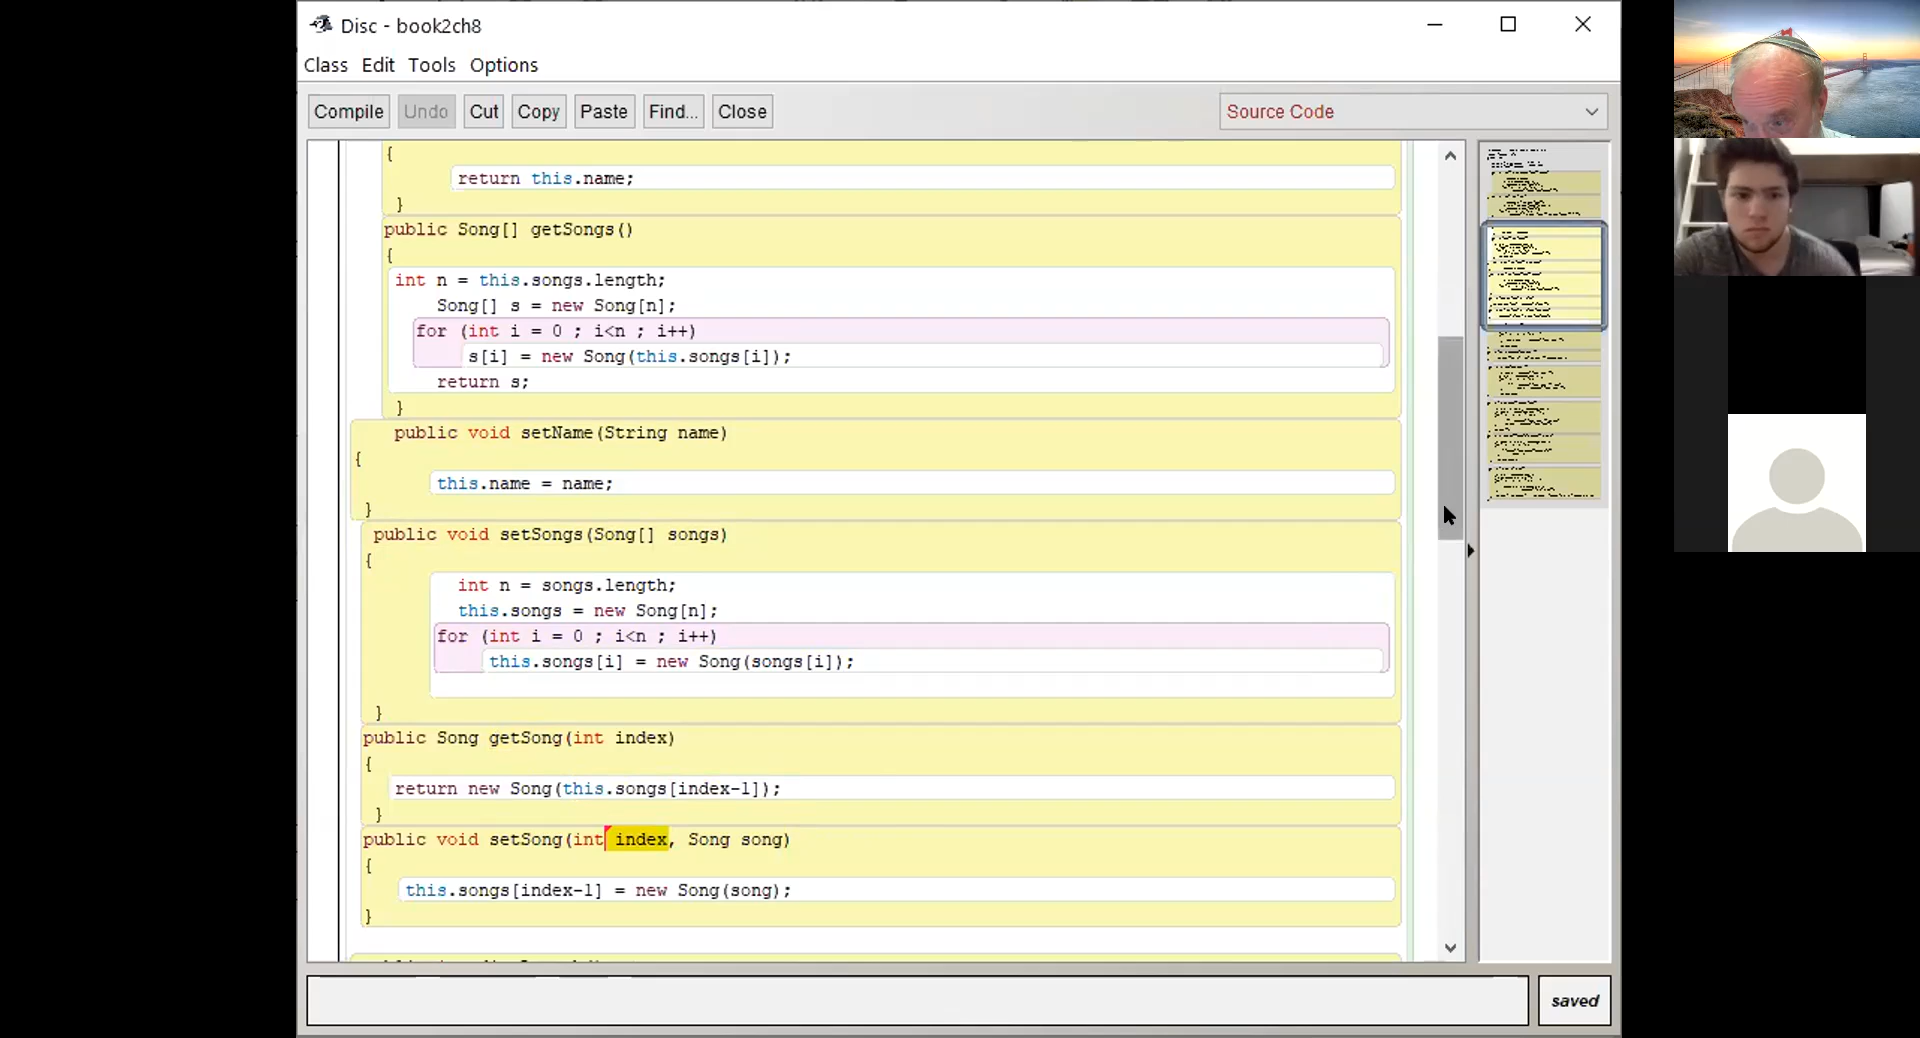 Disc - book2ch8
Class Edit Tools Options
Compile Undo Cut Copy Paste Find... Close Source Code
{
return this.name;
}
public Song[] getSongs()
{
int n = this.songs.length;
Song[] s = new Song[n];
for (int i = 0 ; i<n ; i++)
s[i] = new Song(this.songs[i]);
return s;
}
public void setName(String name)
{
this.name = name;
}
public void setSongs(Song[] songs)
{
int n = songs.length;
this.songs = new Song[n];
for (int i = 0 ; i<n ; i++)
this.songs[i] = new Song(songs[i]);
}
public Song getSong(int index)
{
return new Song(this.songs[index-1]);
}
public void setSong(int index, Song song)
{
this.songs[index-1] = new Song(song);
}
saved